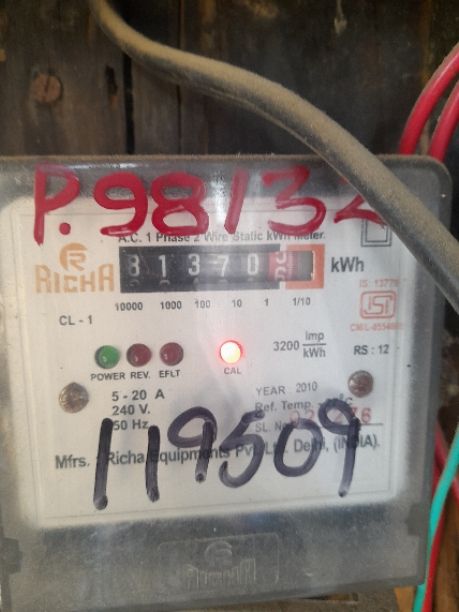 P.98132
A.C. 1 Phase 2 Wire Static kWh Meter.
RICHA
81370
kWh
10000 1000 100 10 1 1/10
CL - 1
3200 imp/kWh
RS : 12
POWER REV. EFLT CAL
5 - 20 A
240 V.
50 Hz.
YEAR 2010
Ref. Temp.
SL. No.
119509
Mfrs. : Richa Equipments Pvt. Ltd. Delhi, (INDIA).
RICHA